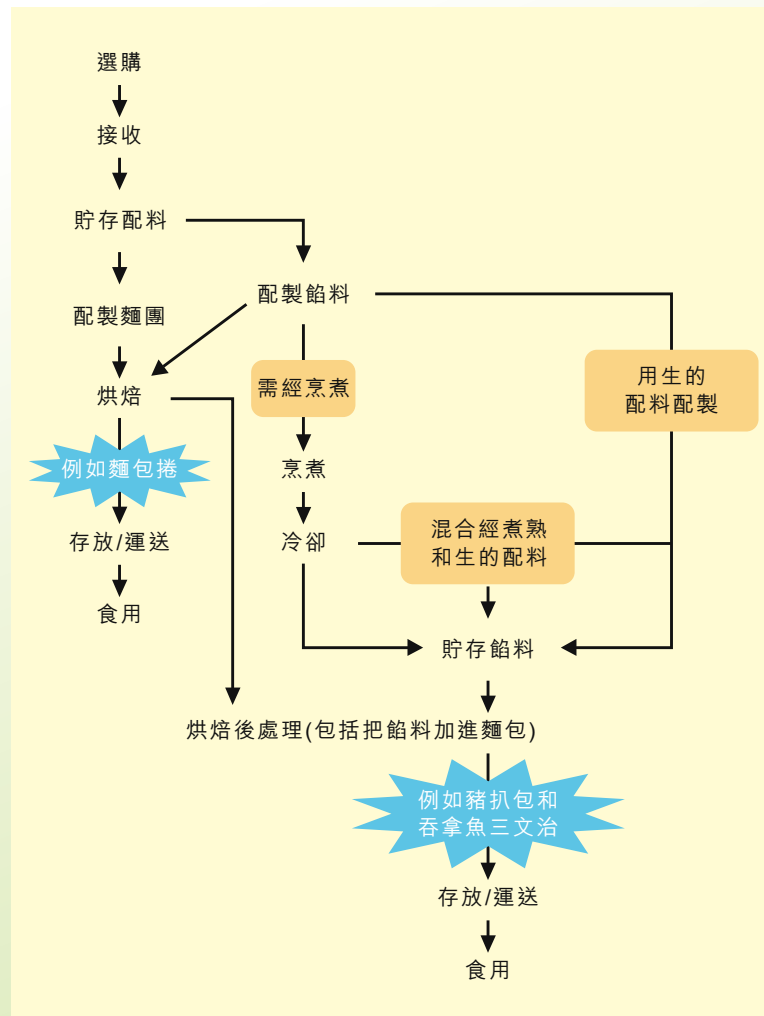 選購
接收
貯存配料
配製餡料
配製麵團
需經烹煮
用生的
配料配製
烘焙
例如麵包捲
烹煮
存放/運送
冷卻
混合經煮熟
和生的配料
食用
貯存餡料
烘焙後處理(包括把餡料加進麵包)
例如豬扒包和
吞拿魚三文治
存放/運送
食用